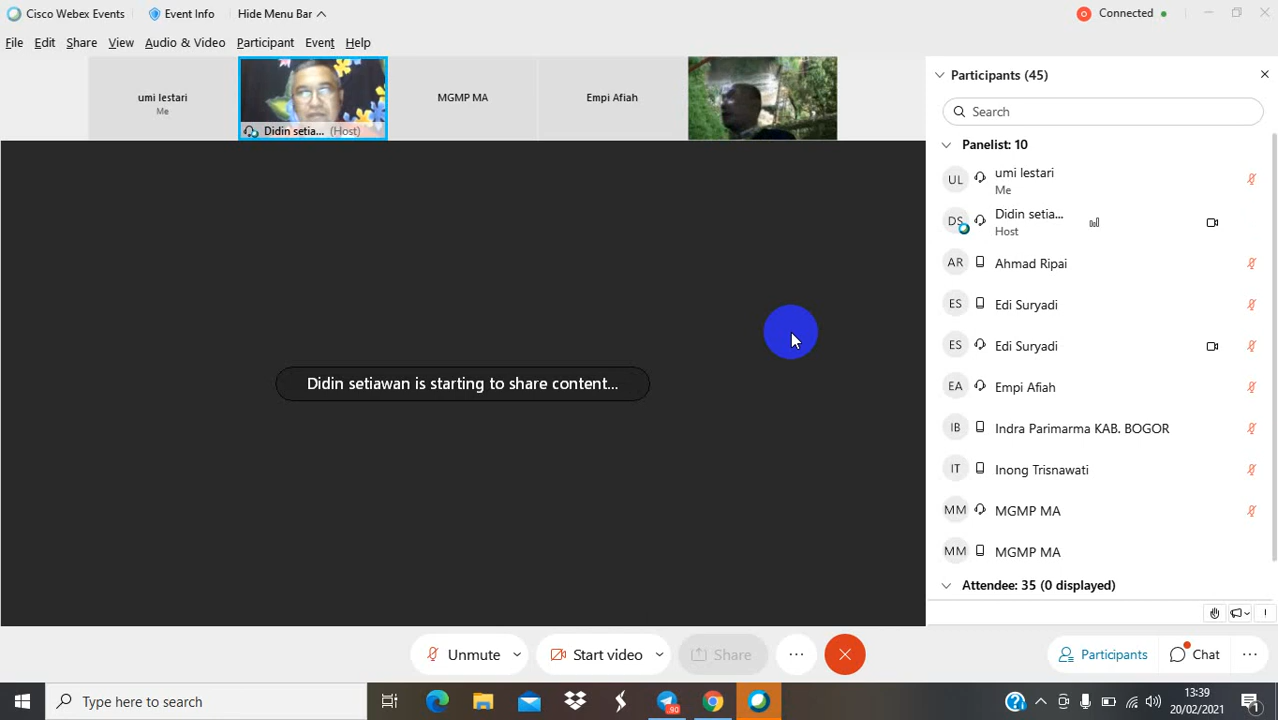 Cisco Webex Events
Event Info
Hide Menu Bar
Connected
File Edit Share View Audio & Video Participant Event Help
umi lestari
Me
Didin setia... (Host)
MGMP MA
Empi Afiah
Didin setiawan is starting to share content...
Participants (45)
Search
Panelist: 10
UL umi lestari
Me
DS Didin setia...
Host
AR Ahmad Ripai
ES Edi Suryadi
ES Edi Suryadi
EA Empi Afiah
IB Indra Parimarma KAB. BOGOR
IT Inong Trisnawati
MM MGMP MA
MM MGMP MA
Attendee: 35 (0 displayed)
Unmute
Start video
Share
Participants
Chat
Type here to search
13:39
20/02/2021